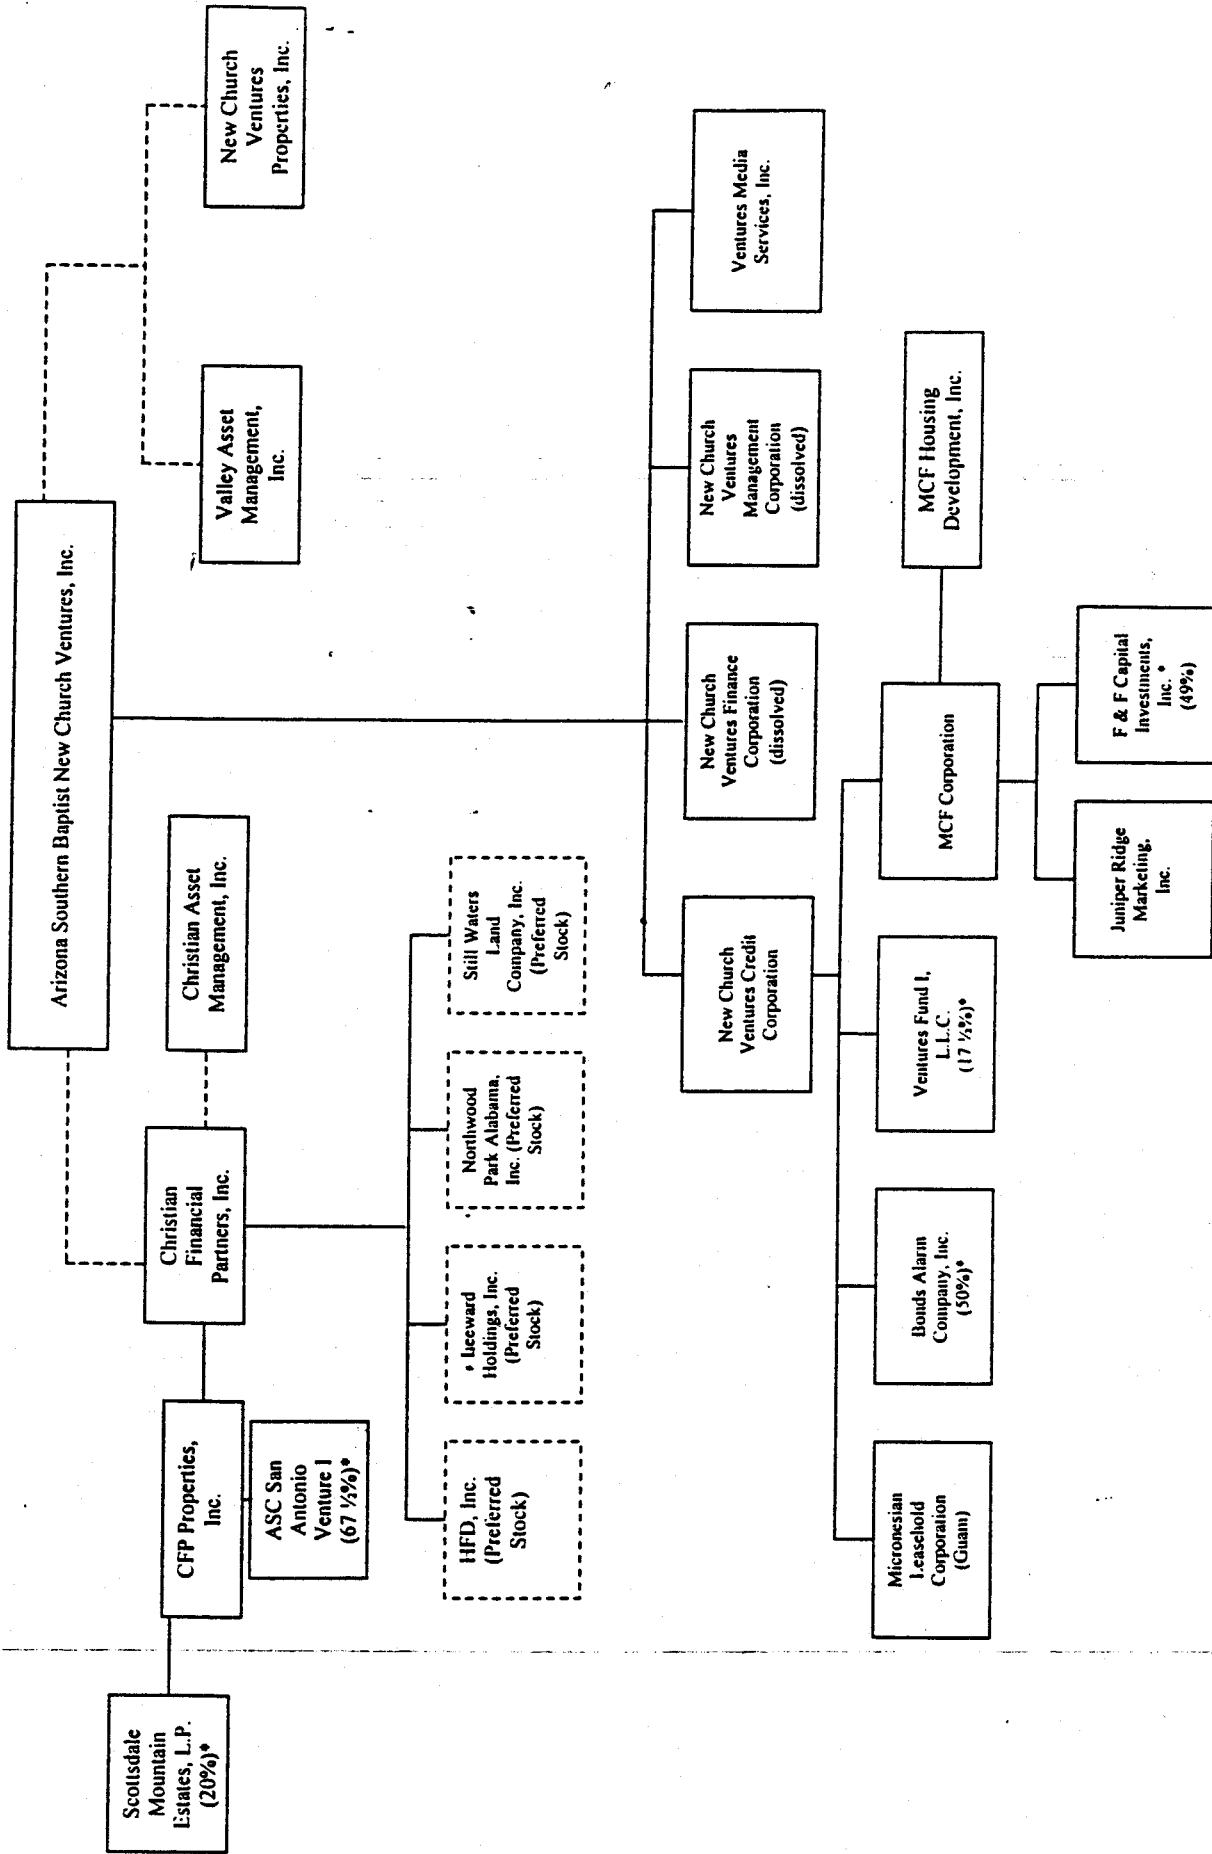 Arizona Southern Baptist New Church Ventures, Inc.
Scottsdale
Mountain
Estates, L.P.
(20%)*
CFP Properties,
Inc.
ASC San
Antonio
Venture I
(67 ½%)*
Christian
Financial
Partners, Inc.
Christian Asset
Management, Inc.
Valley Asset
Management,
Inc.
New Church
Ventures
Properties, Inc.
HFD, Inc.
(Preferred
Stock)
Leeward
Holdings, Inc.
(Preferred
Stock)
Northwood
Park Alabama,
Inc. (Preferred
Stock)
Still Waters
Land
Company, Inc.
(Preferred
Stock)
New Church
Ventures Credit
Corporation
New Church
Ventures Finance
Corporation
(dissolved)
New Church
Ventures
Management
Corporation
(dissolved)
Ventures Media
Services, Inc.
Micronesian
Leasehold
Corporation
(Guam)
Bonds Alarm
Company, Inc.
(50%)*
Ventures Fund I,
L.L.C.
(17 ½%)*
MCF Corporation
MCF Housing
Development, Inc.
Juniper Ridge
Marketing,
Inc.
F & F Capital
Investments,
Inc. *
(49%)